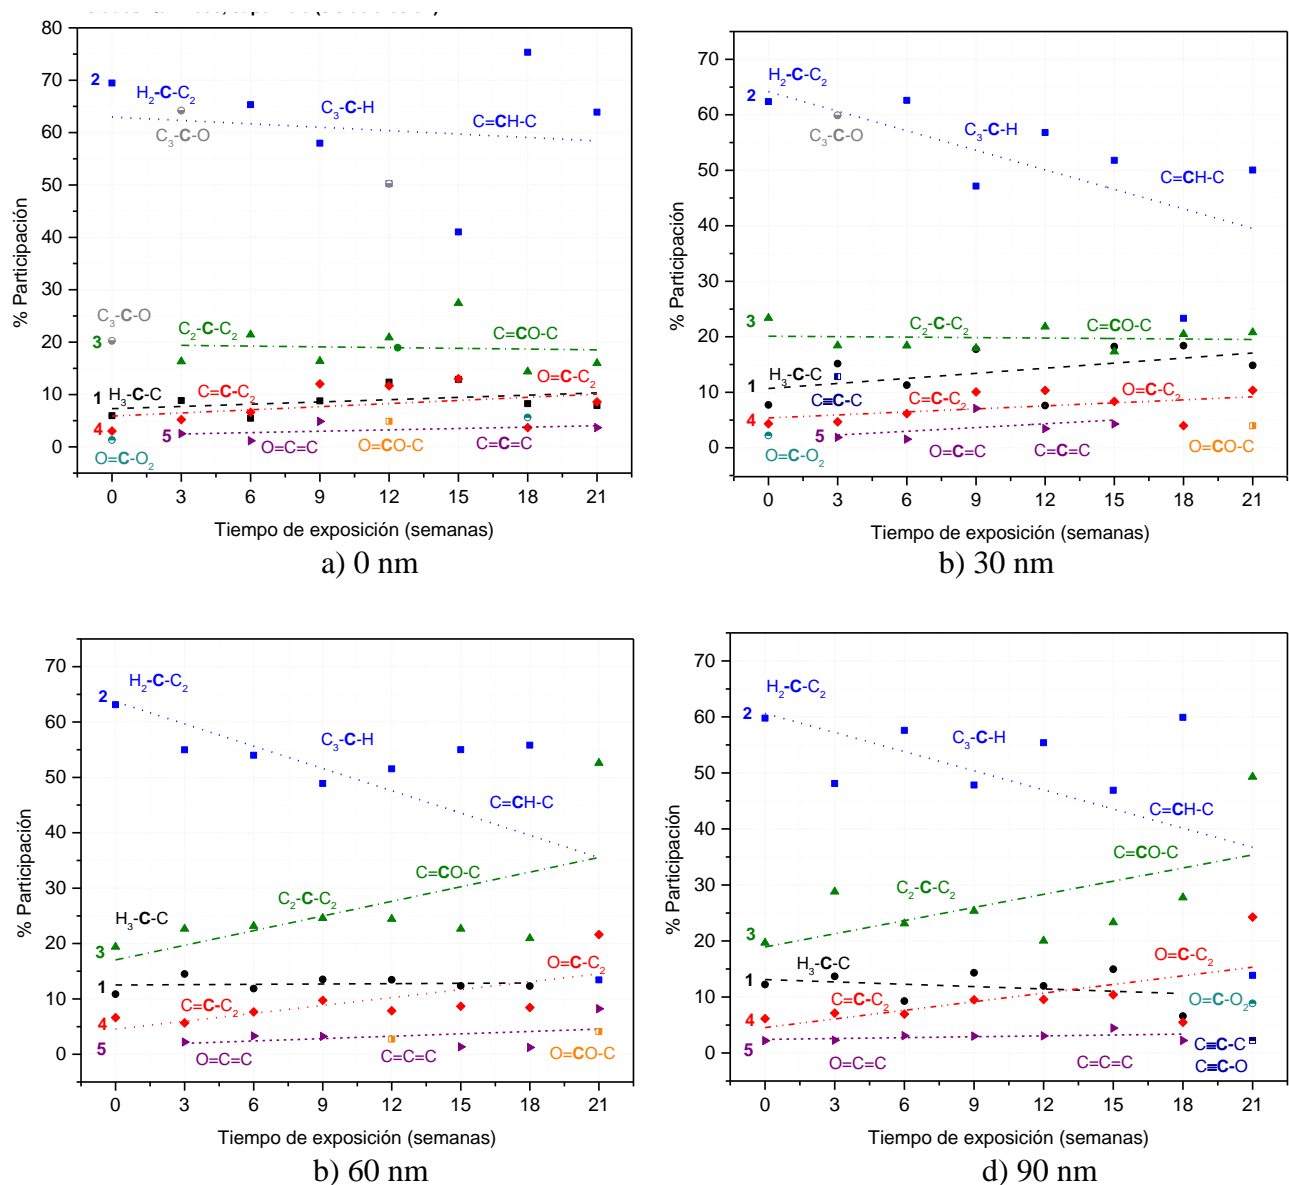 80
70
60
50
40
30
20
10
0
% Participación
2
H2-C-C2
C3-C-O
C3-C-H
C=CH-C
C3-C-O
3
C2-C-C2
C=CO-C
1
H3-C-C
C=C-C2
O=C-C2
4
5
O=C-O2
O=C=C
O=CO-C
C=C=C
0 3 6 9 12 15 18 21
Tiempo de exposición (semanas)
a) 0 nm
70
60
50
40
30
20
10
0
% Participación
H2-C-C2
2
C3-C-O
C3-C-H
C=CH-C
3
C2-C-C2
C=CO-C
1
H3-C-C
C≡C-C
C=C-C2
O=C-C2
4
5
O=C-O2
O=C=C
C=C=C
O=CO-C
0 3 6 9 12 15 18 21
Tiempo de exposición (semanas)
b) 30 nm
70
60
50
40
30
20
10
0
% Participación
2
H2-C-C2
C3-C-H
C=CH-C
C=CO-C
C2-C-C2
H3-C-C
3
1
O=C-C2
C=C-C2
4
5
O=C=C
C=C=C
O=CO-C
0 3 6 9 12 15 18 21
Tiempo de exposición (semanas)
b) 60 nm
70
60
50
40
30
20
10
0
% Participación
H2-C-C2
2
C3-C-H
C=CH-C
C=CO-C
C2-C-C2
3
H3-C-C
O=C-C2
1
C=C-C2
O=C-O2
4
5
O=C=C
C=C=C
C≡C-C
C≡C-O
0 3 6 9 12 15 18 21
Tiempo de exposición (semanas)
d) 90 nm